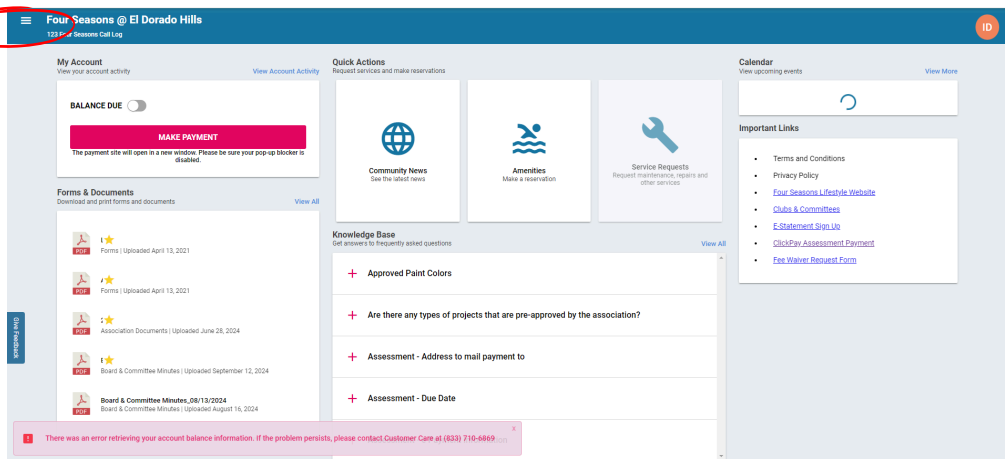 Four Seasons @ El Dorado Hills
123 Four Seasons Call Log
ID
My Account
View your account activity
View Account Activity
BALANCE DUE
MAKE PAYMENT
The payment site will open in a new window. Please be sure your pop-up blocker is
disabled.
Forms & Documents
Download and print forms and documents
View All
PDF
Forms | Uploaded April 13, 2021
PDF
Forms | Uploaded April 13, 2021
PDF
Association Documents | Uploaded June 28, 2024
PDF
Board & Committee Minutes | Uploaded September 12, 2024
PDF
Board & Committee Minutes_08/13/2024
Board & Committee Minutes | Uploaded August 16, 2024
Quick Actions
Request services and make reservations
Community News
See the latest news
Amenities
Make a reservation
Service Requests
Request maintenance, repairs and
other services
Knowledge Base
Get answers to frequently asked questions
View All
+ Approved Paint Colors
+ Are there any types of projects that are pre-approved by the association?
+ Assessment - Address to mail payment to
+ Assessment - Due Date
Calendar
View upcoming events
View More
Important Links
• Terms and Conditions
• Privacy Policy
• Four Seasons Lifestyle Website
• Clubs & Committees
• E-Statement Sign Up
• ClickPay Assessment Payment
• Fee Waiver Request Form
Give Feedback
There was an error retrieving your account balance information. If the problem persists, please contact Customer Care at (833) 710-6869
x